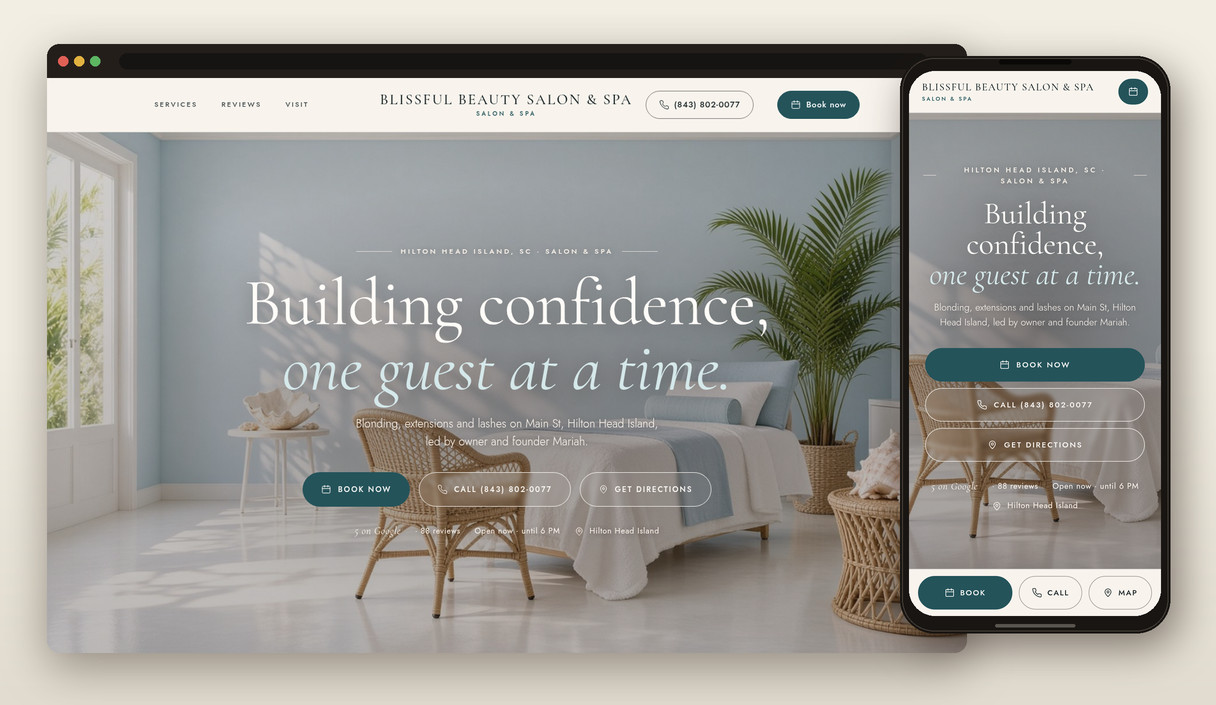 SERVICES REVIEWS VISIT
BLISSFUL BEAUTY SALON & SPA
SALON & SPA
(843) 802-0077
Book now
HILTON HEAD ISLAND, SC · SALON & SPA
Building confidence,
one guest at a time.
Blonding, extensions and lashes on Main St, Hilton Head Island,
led by owner and founder Mariah.
BOOK NOW
CALL (843) 802-0077
GET DIRECTIONS
5 on Google · 88 reviews Open now · until 6 PM Hilton Head Island
BLISSFUL BEAUTY SALON & SPA
SALON & SPA
HILTON HEAD ISLAND, SC ·
SALON & SPA
Building
confidence,
one guest at a time.
Blonding, extensions and lashes on Main St, Hilton
Head Island, led by owner and founder Mariah.
BOOK NOW
CALL (843) 802-0077
GET DIRECTIONS
5 on Google · 88 reviews Open now · until 6 PM
Hilton Head Island
BOOK
CALL
MAP